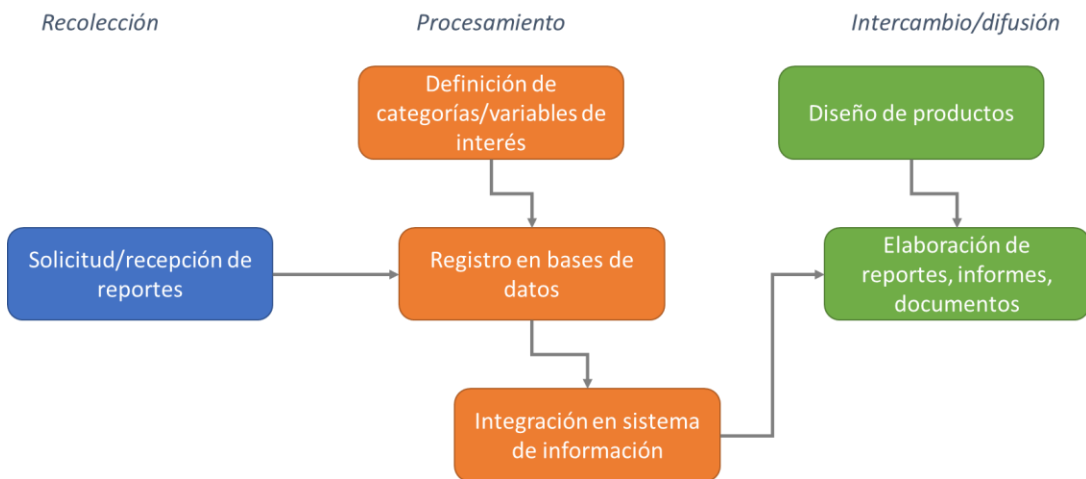 Recolección
Procesamiento
Intercambio/difusión
Definición de
categorías/variables de
interés
Diseño de productos
Solicitud/recepción de
reportes
Registro en bases de
datos
Elaboración de
reportes, informes,
documentos
Integración en sistema
de información